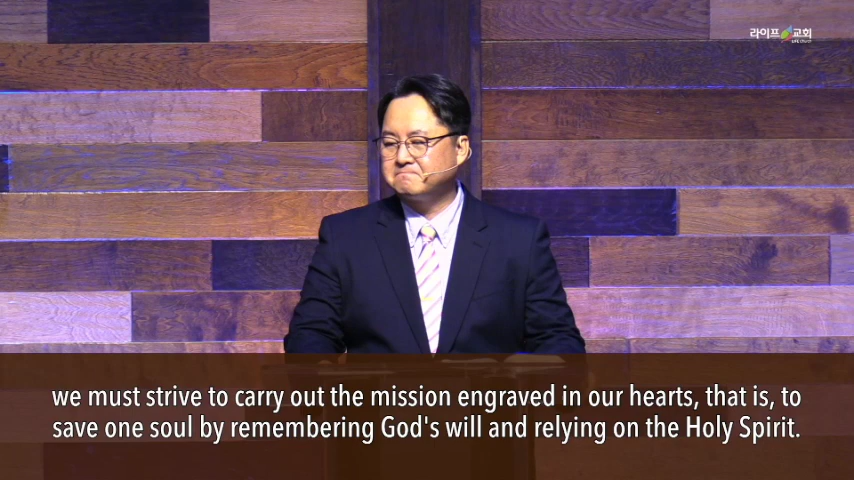 라이프 교회
we must strive to carry out the mission engraved in our hearts, that is, to
save one soul by remembering God's will and relying on the Holy Spirit.